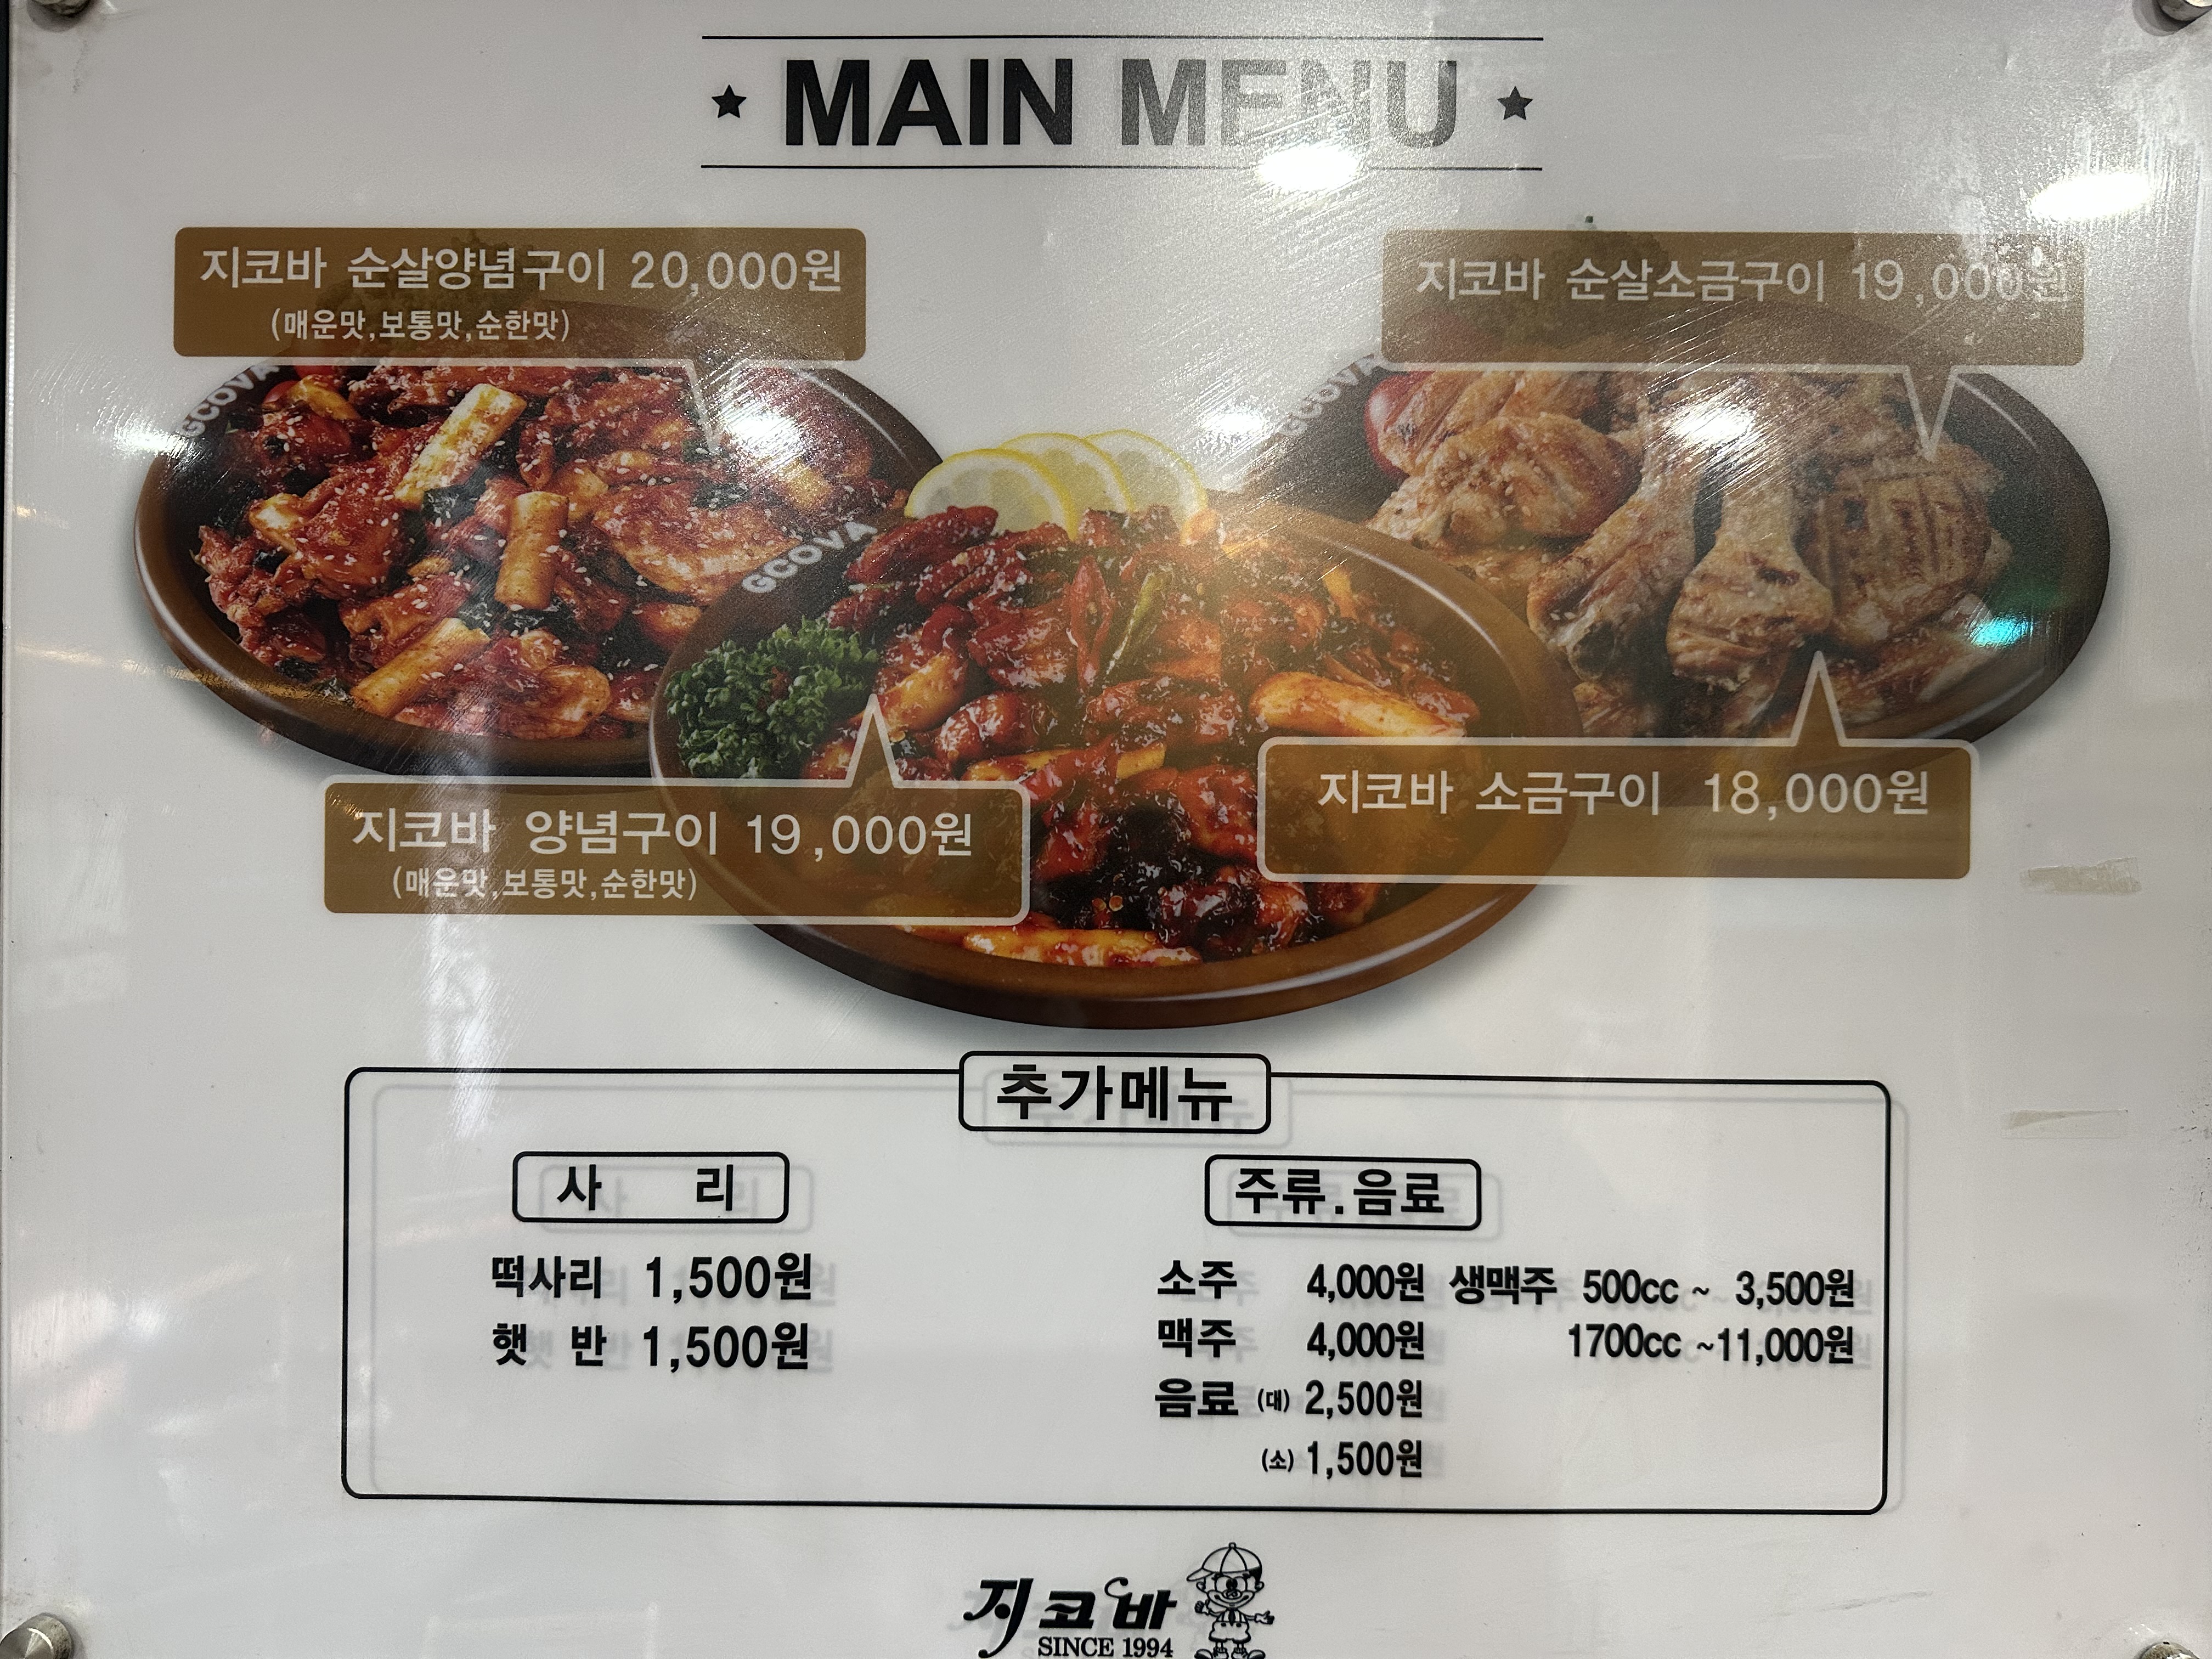 MAIN MENU
지코바 순살양념구이 20,000원
(매운맛,보통맛,순한맛)
지코바 순살소금구이 19,000원
GCOVA
GCOVA
GCOVA
지코바 양념구이 19,000원
(매운맛,보통맛,순한맛)
지코바 소금구이 18,000원
추가메뉴
사 리
떡사리 1,500원
햇 반 1,500원
주류.음료
소주 4,000원 생맥주 500cc ~ 3,500원
맥주 4,000원 1700cc ~11,000원
음료 (대) 2,500원
(소) 1,500원
지코바
SINCE 1994